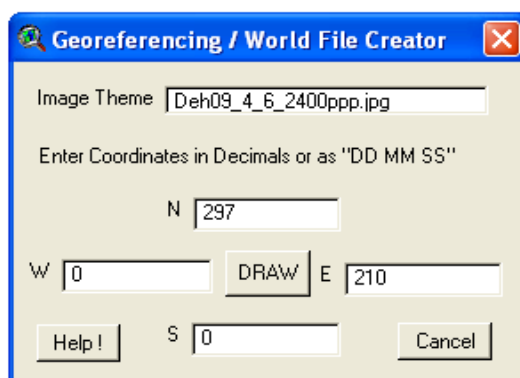 Georeferencing / World File Creator
Image Theme Deh09_4_6_2400ppp.jpg
Enter Coordinates in Decimals or as "DD MM SS"
N 297
W 0 DRAW E 210
Help ! S 0 Cancel